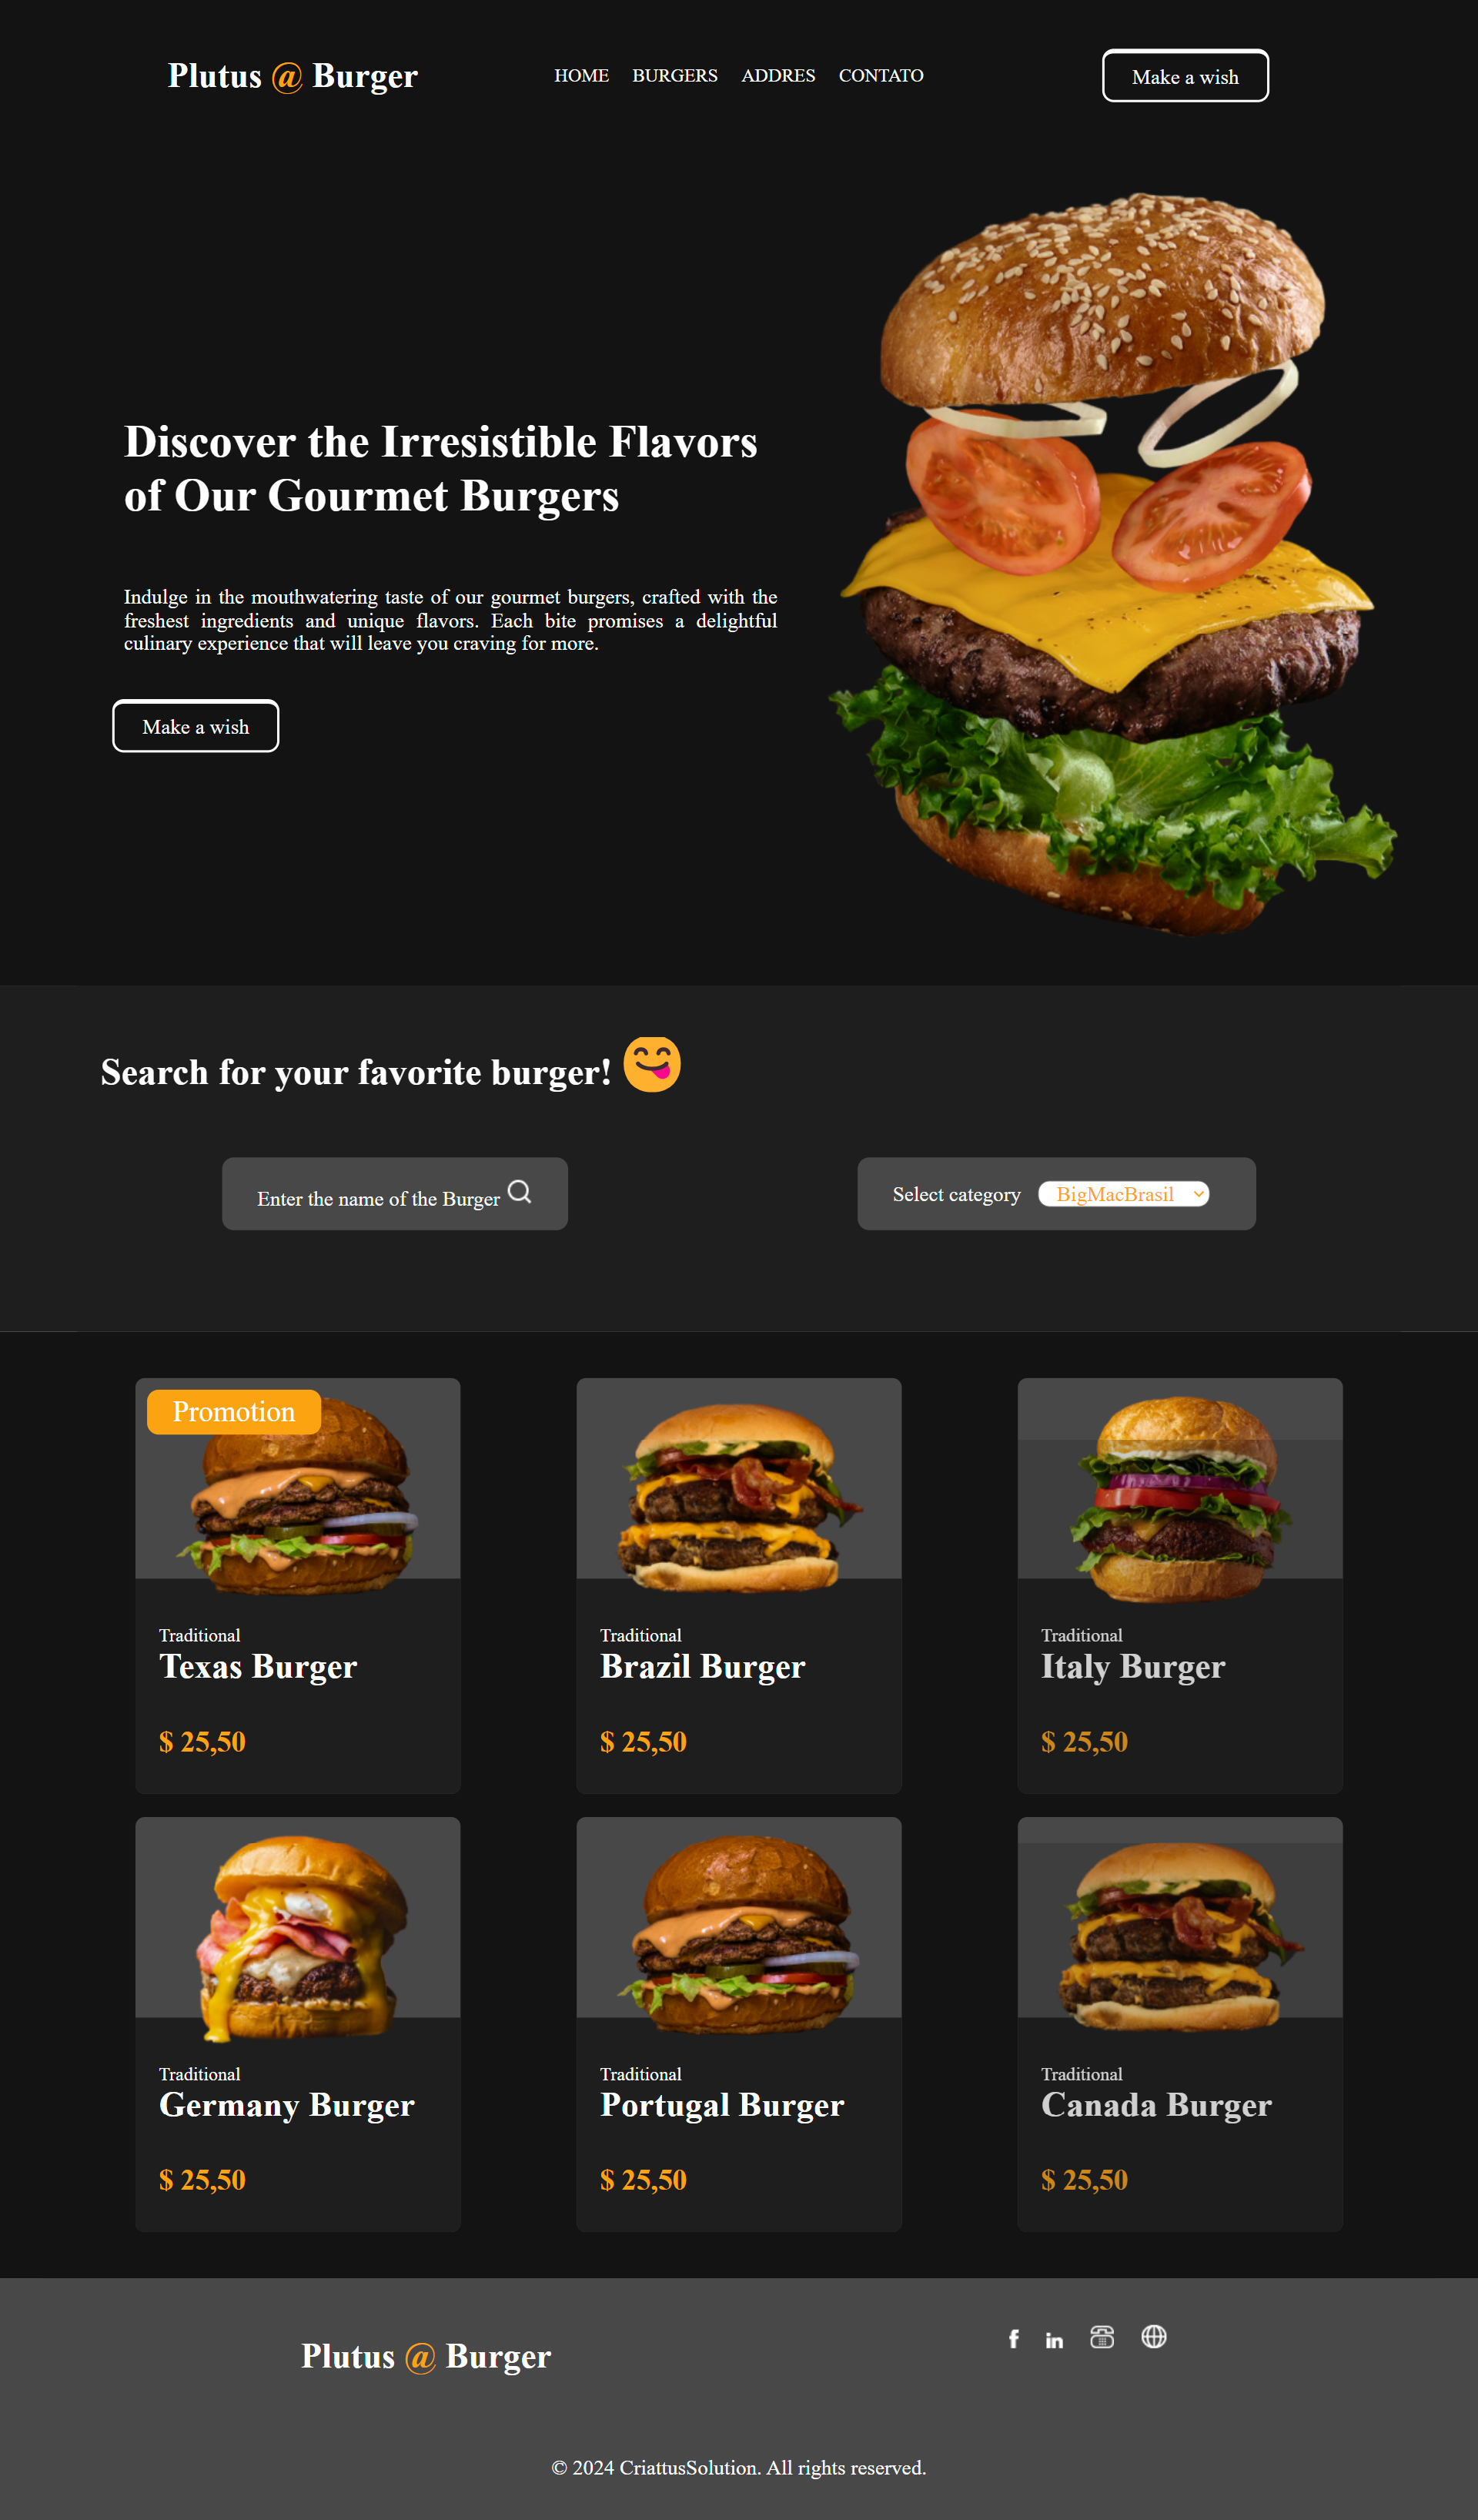 Plutus @ Burger
HOME BURGERS ADDRES CONTATO
Make a wish
Discover the Irresistible Flavors
of Our Gourmet Burgers
Indulge in the mouthwatering taste of our gourmet burgers, crafted with the
freshest ingredients and unique flavors. Each bite promises a delightful
culinary experience that will leave you craving for more.
Make a wish
Search for your favorite burger!
Enter the name of the Burger
Select category BigMacBrasil
Promotion
Traditional
Texas Burger
$ 25,50
Traditional
Brazil Burger
$ 25,50
Traditional
Italy Burger
$ 25,50
Traditional
Germany Burger
$ 25,50
Traditional
Portugal Burger
$ 25,50
Traditional
Canada Burger
$ 25,50
Plutus @ Burger
f
in
© 2024 CriattusSolution. All rights reserved.